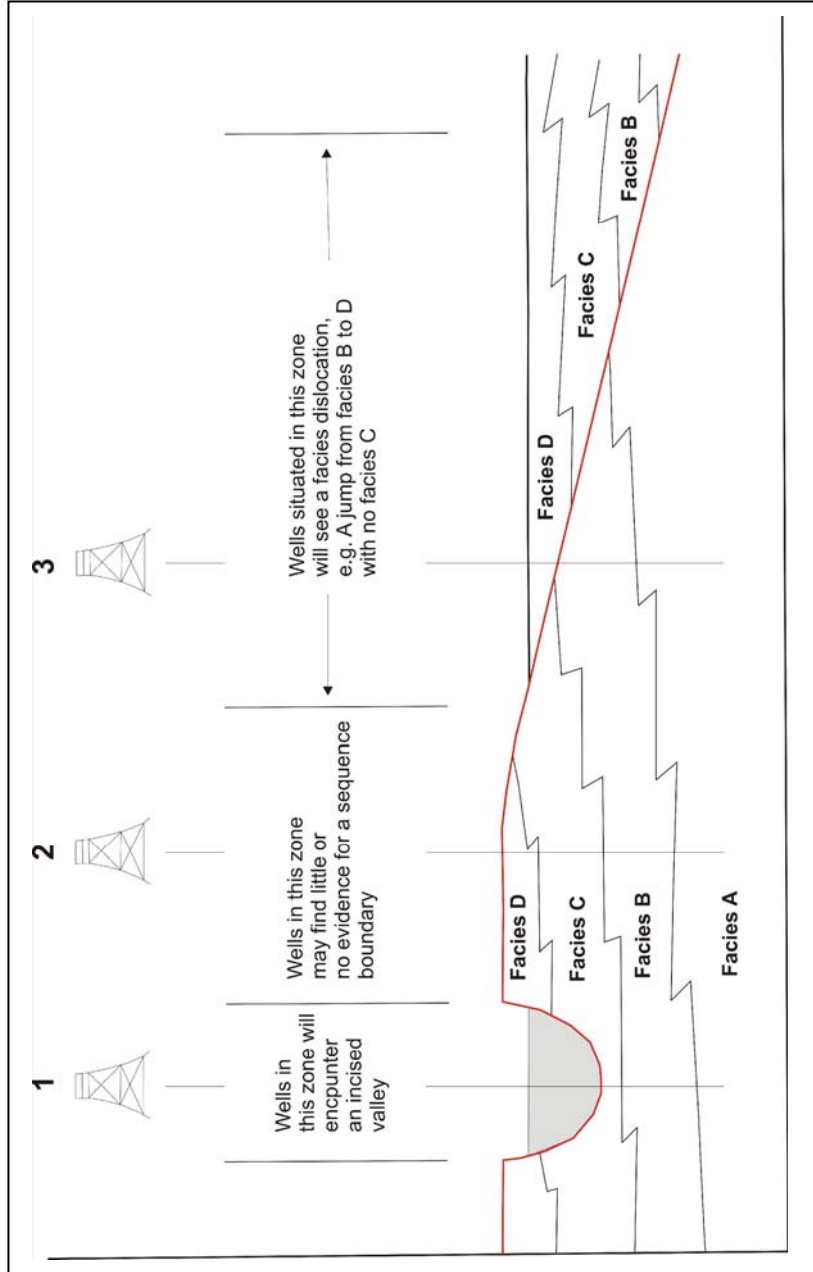 1
2
3
Wells in
this zone will
encpunter
an incised
valley
Wells in this zone
may find little or
no evidence for a sequence
boundary
Wells situated in this zone
will see a facies dislocation,
e.g. A jump from facies B to D
with no facies C
Facies D
Facies C
Facies B
Facies A
Facies D
Facies C
Facies B